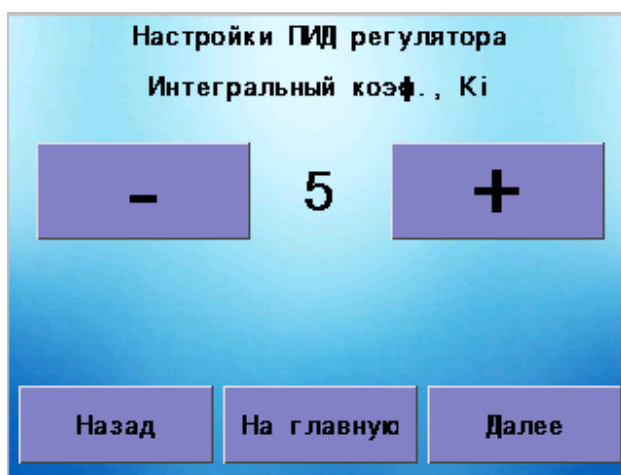 Настройки ПИД регулятора
Интегральный коэф., Ki
- 5 +
Назад На главную Далее